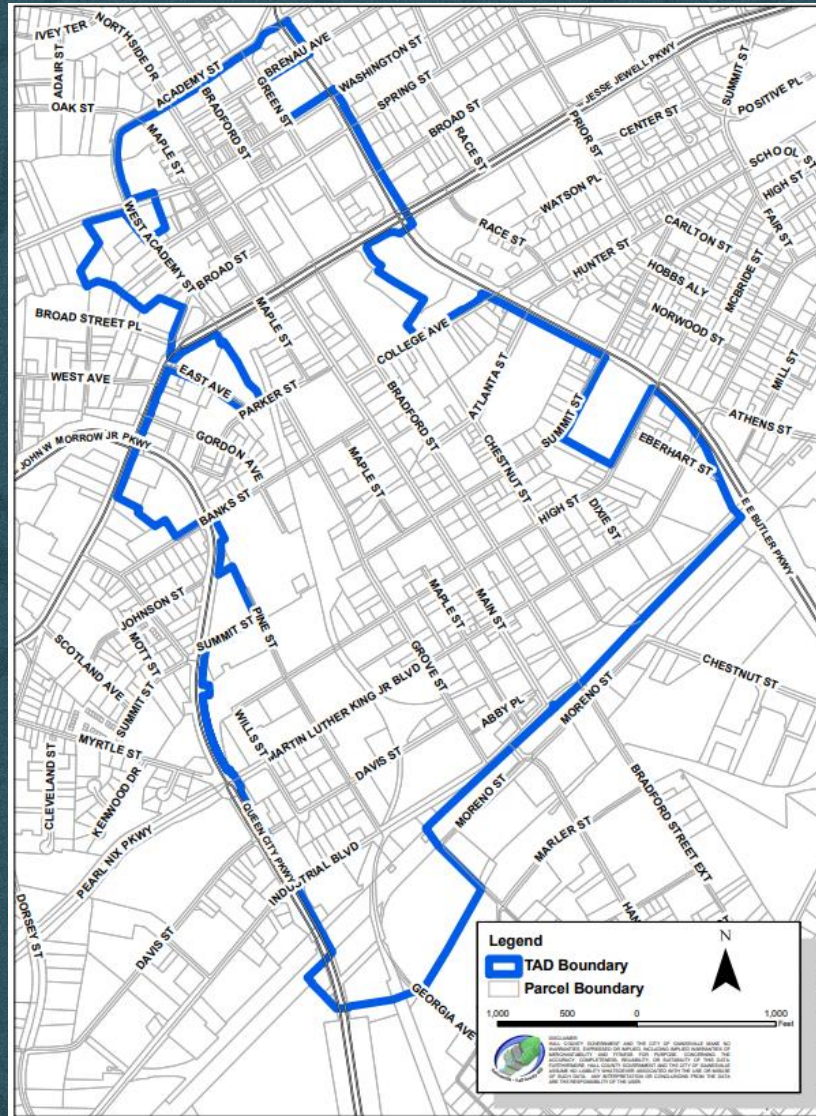 IVEY TER
NORTHSIDE DR
ADAIR ST
OAK ST
ACADEMY ST
MAPLE ST
BRADFORD ST
GREEN ST
BRENAU AVE
WASHINGTON ST
SPRING ST
BROAD ST
RACE ST
JESSE JEWELL PKWY
PRIOR ST
CENTER ST
SUMMIT ST
POSITIVE PL
SCHOOL ST
HIGH ST
FAIR ST
WATSON PL
RACE ST
HUNTER ST
CARLTON ST
HOBBS ALY
MCBRIDE ST
NORWOOD ST
MILL ST
ATHENS ST
WEST ACADEMY ST
BROAD ST
BROAD STREET PL
MAPLE ST
WEST AVE
EAST AVE
PARKER ST
COLLEGE AVE
ATLANTA ST
BRADFORD ST
SUMMIT ST
EBERHART ST
CHESTNUT ST
JOHN W MORROW JR PKWY
GORDON AVE
BANKS ST
MAPLE ST
HIGH ST
DIXIE ST
E E BUTLER PKWY
JOHNSON ST
MOTT ST
SCOTLAND AVE
SUMMIT ST
SUMMIT ST
PINE ST
MAPLE ST
MAIN ST
GROVE ST
MARTIN LUTHER KING JR BLVD
WILLS ST
ABBY PL
MORENO ST
CHESTNUT ST
MYRTLE ST
KENWOOD DR
CLEVELAND ST
DAVIS ST
MORENO ST
BRADFORD STREET EXT
MARLER ST
PEARL NIX PKWY
QUEEN CITY PKWY
INDUSTRIAL BLVD
DORSEY ST
DAVIS ST
GEORGIA AVE
Legend
TAD Boundary
Parcel Boundary
N
1,000 500 0 1,000
Feet
DISCLAIMER